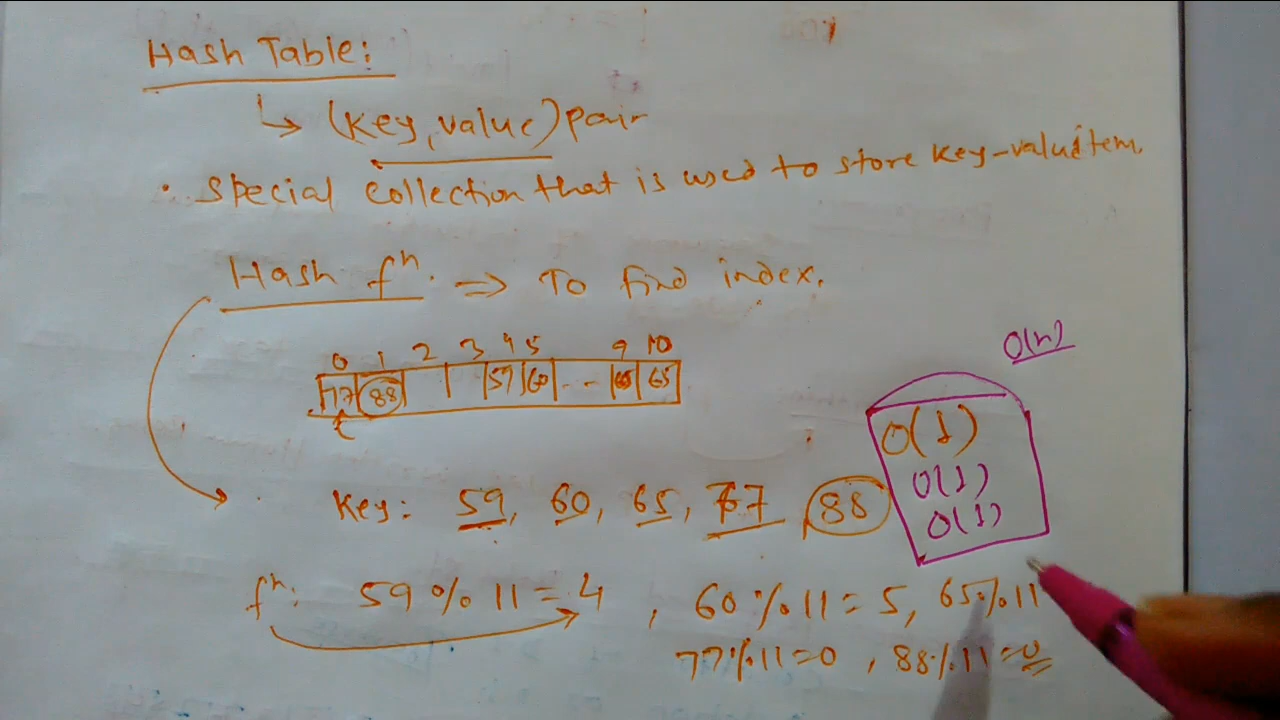 Hash Table:
↳ (Key, value) pair
• Special collection that is used to store key-value item.
Hash fⁿ. ⇒ To find index.
0 1 2 3 4 5 9 10
77 88 59 60 - - 65
O(n)
O(1)
O(1)
O(1)
Key: 59, 60, 65, 77 88
fⁿ: 59 % 11 = 4, 60 % 11 = 5, 65 % 11
77 % 11 = 0, 88 % 11 = 0